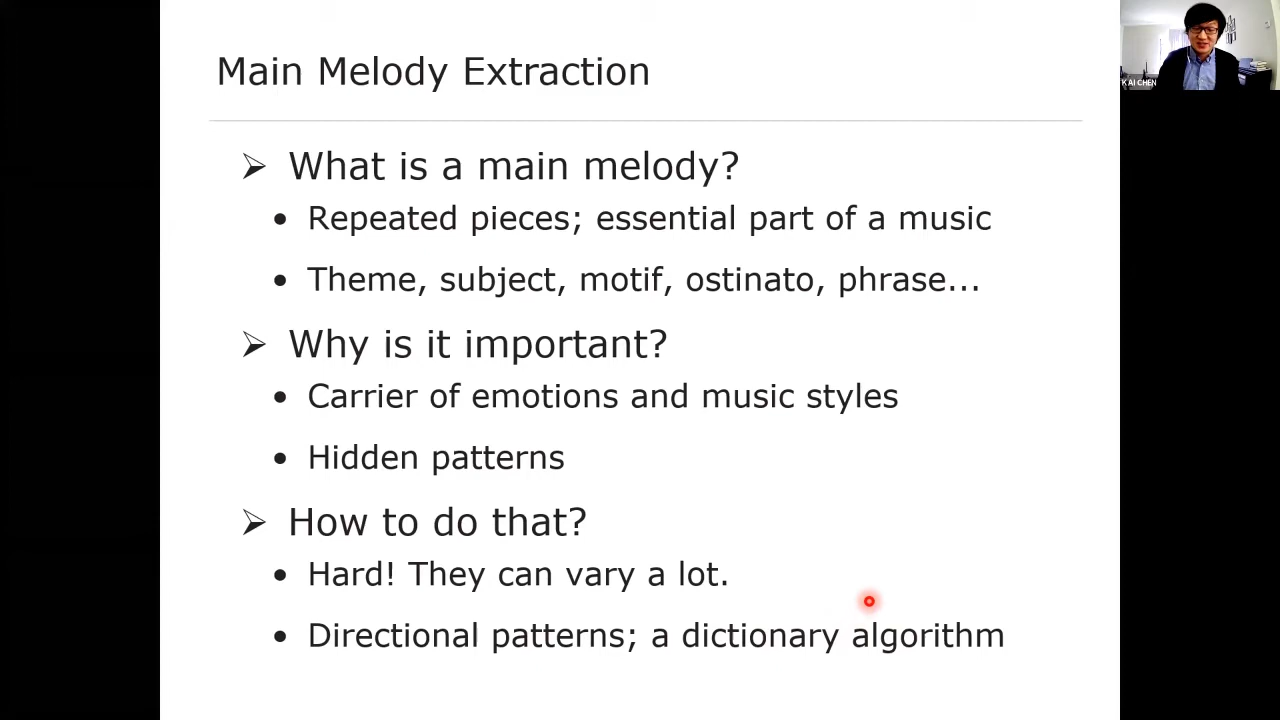 Main Melody Extraction
KAI CHEN
➢ What is a main melody?
• Repeated pieces; essential part of a music
• Theme, subject, motif, ostinato, phrase...
➢ Why is it important?
• Carrier of emotions and music styles
• Hidden patterns
➢ How to do that?
• Hard! They can vary a lot.
• Directional patterns; a dictionary algorithm